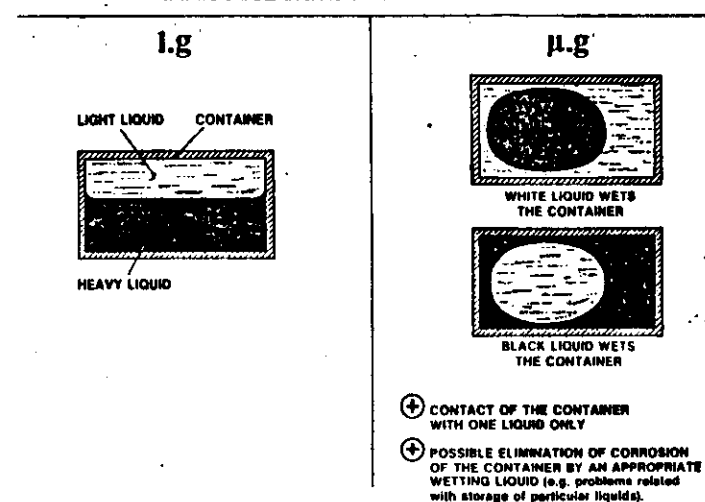 1.g
LIGHT LIQUID
CONTAINER
HEAVY LIQUID
μ.g
WHITE LIQUID WETS
THE CONTAINER
BLACK LIQUID WETS
THE CONTAINER
+ CONTACT OF THE CONTAINER
WITH ONE LIQUID ONLY
+ POSSIBLE ELIMINATION OF CORROSION
OF THE CONTAINER BY AN APPROPRIATE
WETTING LIQUID (e.g. problems related
with storage of particular liquids).